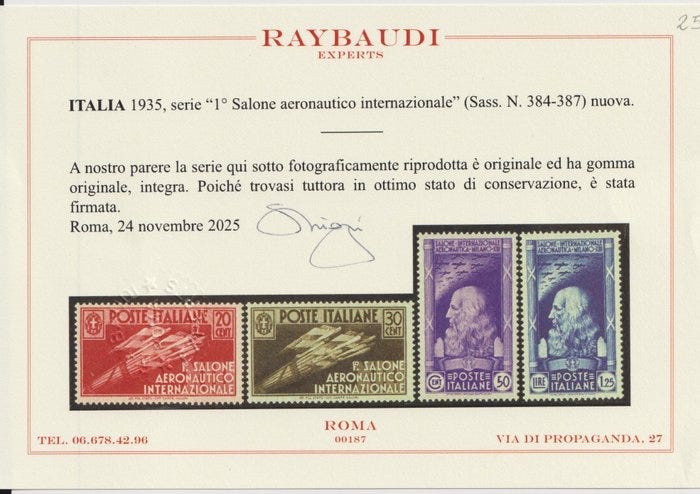 25
RAYBAUDI
EXPERTS
ITALIA 1935, serie “1° Salone aeronautico internazionale” (Sass. N. 384-387) nuova.
A nostro parere la serie qui sotto fotograficamente riprodotta è originale ed ha gomma
originale, integra. Poiché trovasi tuttora in ottimo stato di conservazione, è stata
firmata.
Roma, 24 novembre 2025
POSTE ITALIANE
20
CENT
1º SALONE
AERONAUTICO
INTERNAZIONALE
POSTE ITALIANE
30
CENT
1º SALONE
AERONAUTICO
INTERNAZIONALE
SALONE·INTERNAZIONALE
AERONAUTICA·MILANO·XIII
CENT POSTE ITALIANE 50
SALONE·INTERNAZIONALE
AERONAUTICA·MILANO·XIII
LIRE POSTE ITALIANE 1,25
ROMA
TEL. 06.678.42.96 00187 VIA DI PROPAGANDA, 27